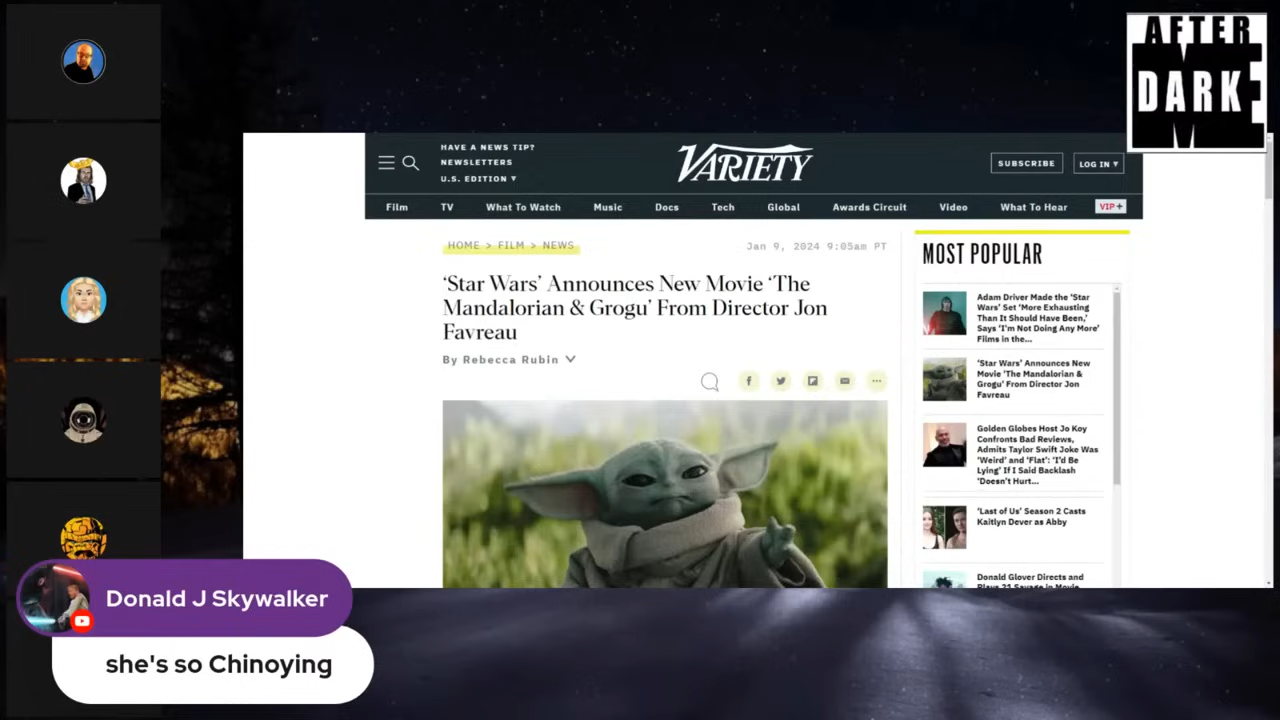 AFTER
DARK
ME
HAVE A NEWS TIP?
NEWSLETTERS
U.S. EDITION ▾
VARIETY
SUBSCRIBE
LOG IN ▾
Film TV What To Watch Music Docs Tech Global Awards Circuit Video What To Hear VIP+
HOME > FILM > NEWS
Jan 9, 2024 9:05am PT
‘Star Wars’ Announces New Movie ‘The
Mandalorian & Grogu’ From Director Jon
Favreau
By Rebecca Rubin
MOST POPULAR
Adam Driver Made the ‘Star
Wars’ Set ‘More Exhausting
Than It Should Have Been,’
Says ‘I’m Not Doing Any More’
Films in the...
‘Star Wars’ Announces New
Movie ‘The Mandalorian &
Grogu’ From Director Jon
Favreau
Golden Globes Host Jo Koy
Confronts Bad Reviews,
Admits Taylor Swift Joke Was
‘Weird’ and ‘Flat’: ‘I’d Be
Lying’ If I Said Backlash
‘Doesn’t Hurt...
‘Last of Us’ Season 2 Casts
Kaitlyn Dever as Abby
Donald Glover Directs and
Plays 21 Savage in Movie
Donald J Skywalker
she's so Chinoying